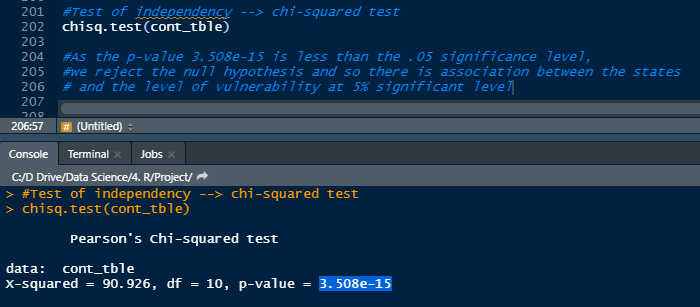 201 #Test of independency --> chi-squared test
202 chisq.test(cont_tble)
203
204 #As the p-value 3.508e-15 is less than the .05 significance level,
205 #we reject the null hypothesis and so there is association between the states
206 # and the level of vulnerability at 5% significant level
207
208
206:57 # (Untitled)
Console Terminal Jobs
C:/D Drive/Data Science/4. R/Project/
> #Test of independency --> chi-squared test
> chisq.test(cont_tble)
Pearson's Chi-squared test
data: cont_tble
X-squared = 90.926, df = 10, p-value = 3.508e-15